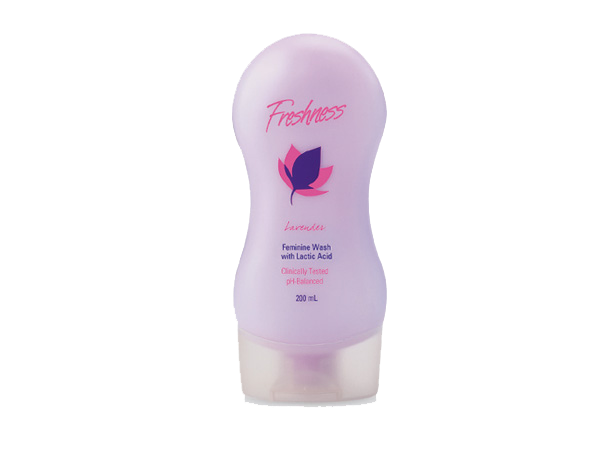 Freshness
Lavender
Feminine Wash
with Lactic Acid
Clinically Tested
pH-Balanced
200 mL